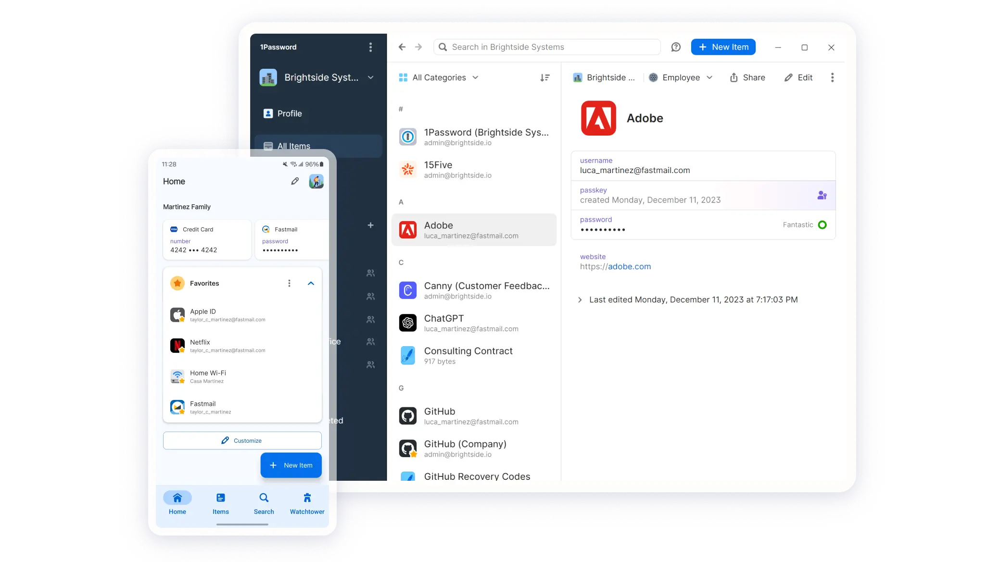 1Password
Search in Brightside Systems
New Item
Brightside Syst...
Profile
All Items
All Categories
#
1Password (Brightside Sys...
admin@brightside.io
15Five
admin@brightside.io
A
Adobe
luca_martinez@fastmail.com
C
Canny (Customer Feedbac...
admin@brightside.io
ChatGPT
luca_martinez@fastmail.com
Consulting Contract
917 bytes
G
GitHub
luca_martinez@fastmail.com
GitHub (Company)
admin@brightside.io
GitHub Recovery Codes
Brightside ...
Employee
Share
Edit
Adobe
username
luca_martinez@fastmail.com
passkey
created Monday, December 11, 2023
password
••••••••••
Fantastic
website
https://adobe.com
Last edited Monday, December 11, 2023 at 7:17:03 PM
11:28
96%
Home
Martinez Family
VISA
Credit Card
number
4242 ••• 4242
Fastmail
password
••••••••••
Favorites
Apple ID
taylor_c_martinez@fastmail.com
Netflix
taylor_c_martinez@fastmail.com
Home Wi-Fi
Casa Martinez
Fastmail
taylor_c_martinez
Customize
New Item
Home
Items
Search
Watchtower